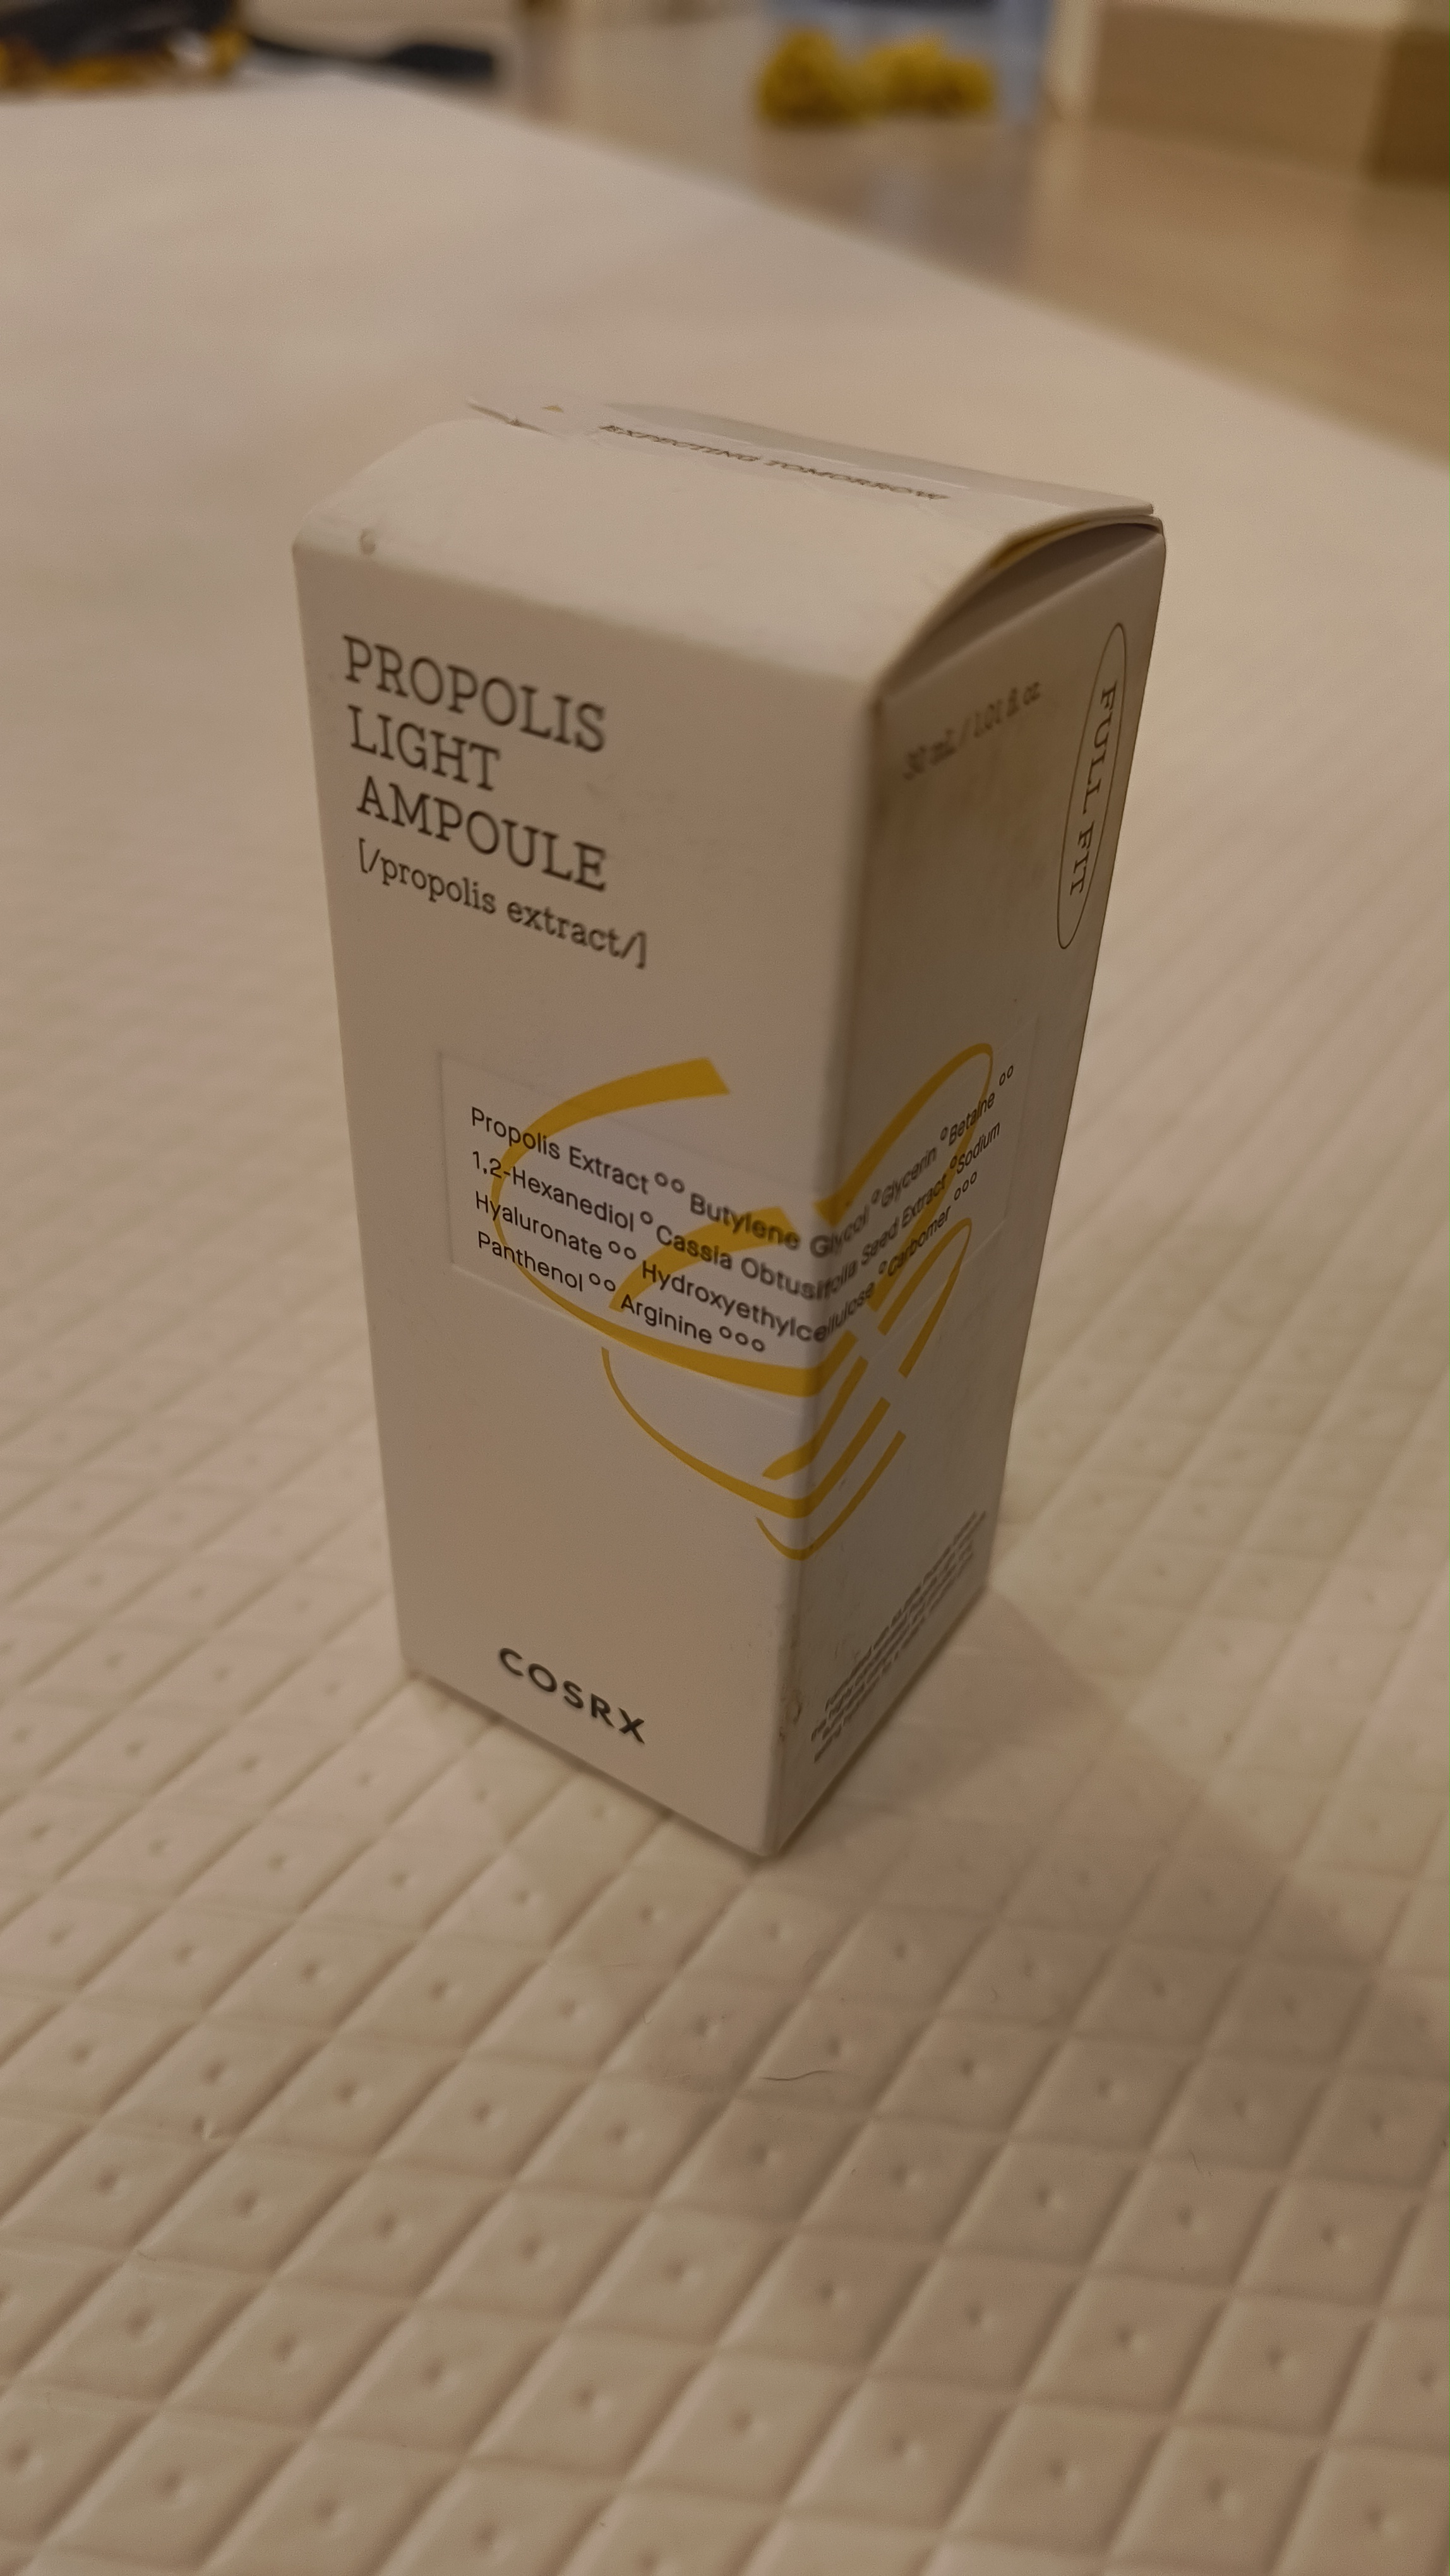 EXPECTING TOMORROW
PROPOLIS
LIGHT
AMPOULE
[/propolis extract/]
30 mL / 1.01 fl. oz.
FULL FIT
Propolis Extract °° Butylene Glycol ° Glycerin ° Betaine °°
1,2-Hexanediol ° Cassia Obtusifolia Seed Extract ° Sodium
Hyaluronate °° Hydroxyethylcellulose ° Carbomer °°°
Panthenol °° Arginine °°°
COSRX